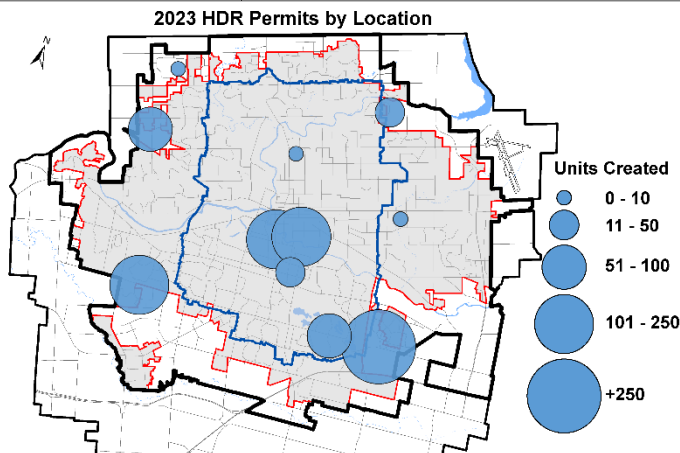 2023 HDR Permits by Location
Units Created
0 - 10
11 - 50
51 - 100
101 - 250
+250